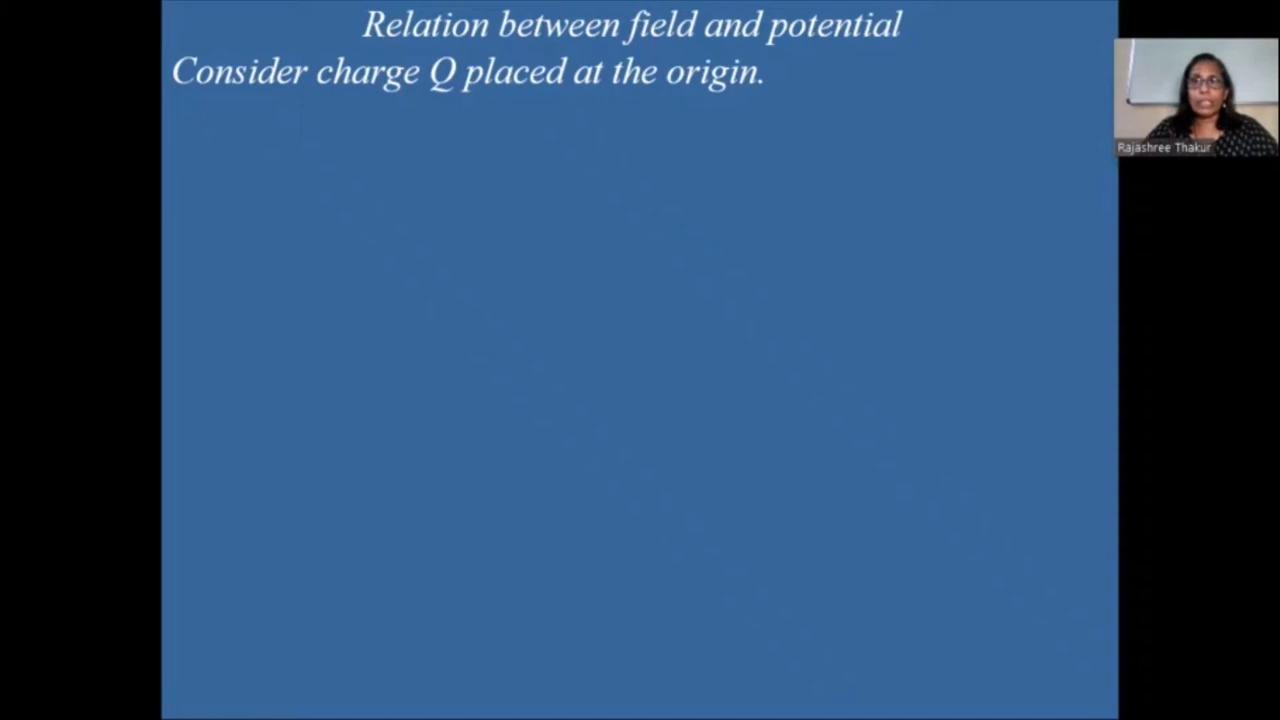 Relation between field and potential
Consider charge Q placed at the origin.
Rajashree Thakur